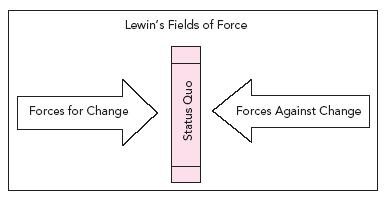 Lewin's Fields of Force
Forces for Change
Status Quo
Forces Against Change